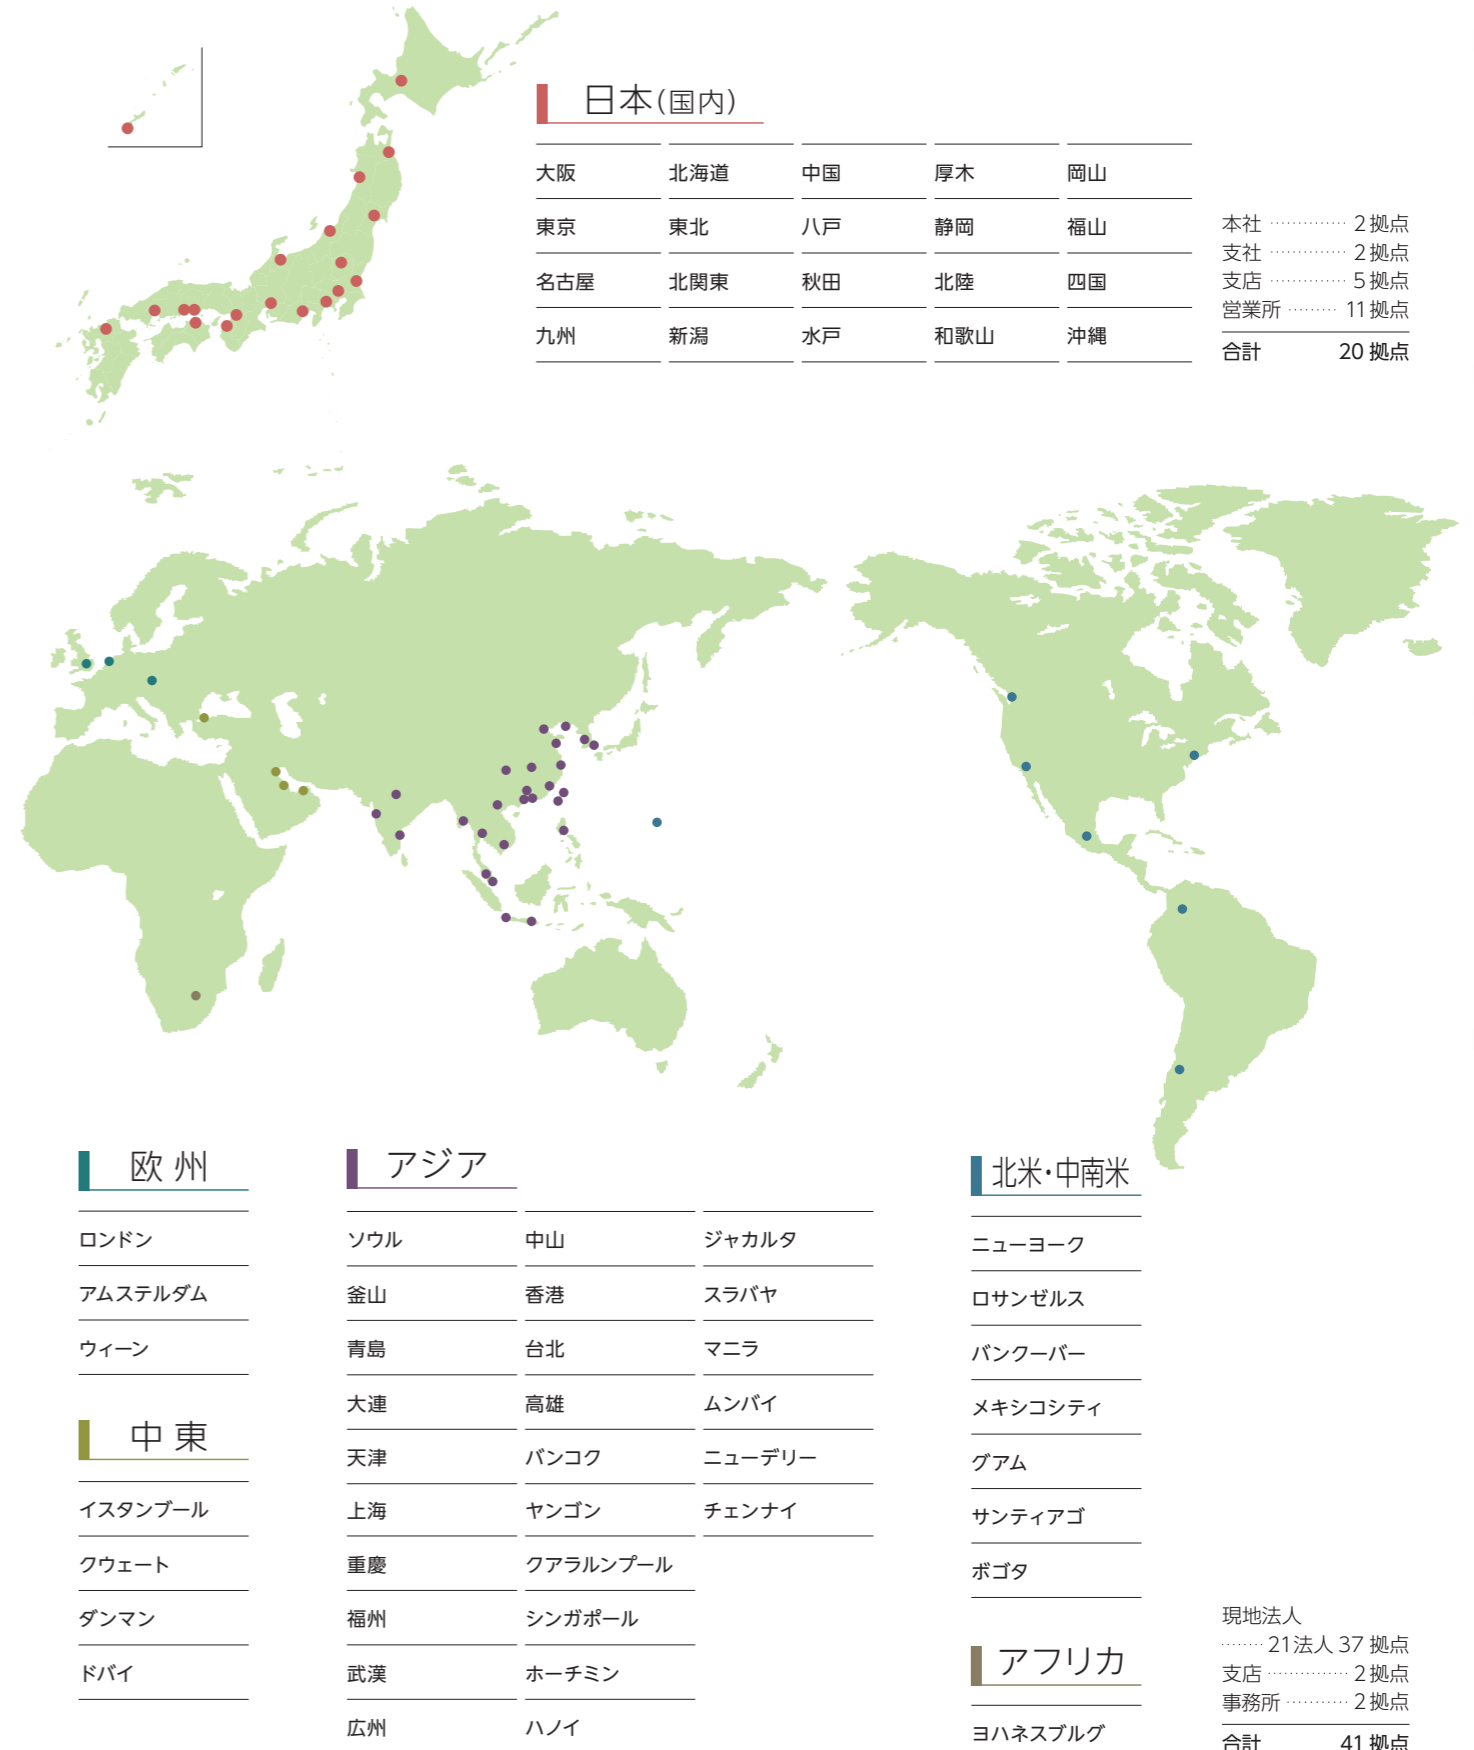 日本(国内)
大阪 北海道 中国 厚木 岡山
東京 東北 八戸 静岡 福山
名古屋 北関東 秋田 北陸 四国
九州 新潟 水戸 和歌山 沖縄
本社 ………… 2 拠点
支社 ………… 2 拠点
支店 ………… 5 拠点
営業所 ……… 11 拠点
合計 20 拠点
欧州
ロンドン
アムステルダム
ウィーン
中東
イスタンブール
クウェート
ダンマン
ドバイ
アジア
ソウル 中山 ジャカルタ
釜山 香港 スラバヤ
青島 台北 マニラ
大連 高雄 ムンバイ
天津 バンコク ニューデリー
上海 ヤンゴン チェンナイ
重慶 クアラルンプール
福州 シンガポール
武漢 ホーチミン
広州 ハノイ
北米・中南米
ニューヨーク
ロサンゼルス
バンクーバー
メキシコシティ
グアム
サンティアゴ
ボゴタ
アフリカ
ヨハネスブルグ
現地法人
……… 21法人 37 拠点
支店 ………… 2 拠点
事務所 ……… 2 拠点
合計 41 拠点